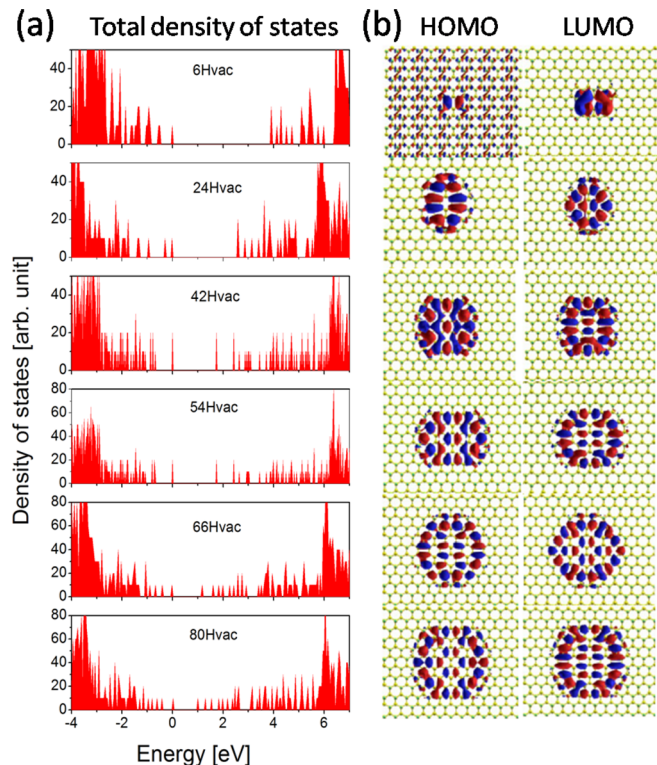 (a) Total density of states
(b) HOMO LUMO
Density of states [arb. unit]
6Hvac
40
20
0
24Hvac
40
20
0
42Hvac
40
20
0
54Hvac
80
60
40
20
0
66Hvac
80
60
40
20
0
80Hvac
80
60
40
20
0
-4 -2 0 2 4 6
Energy [eV]